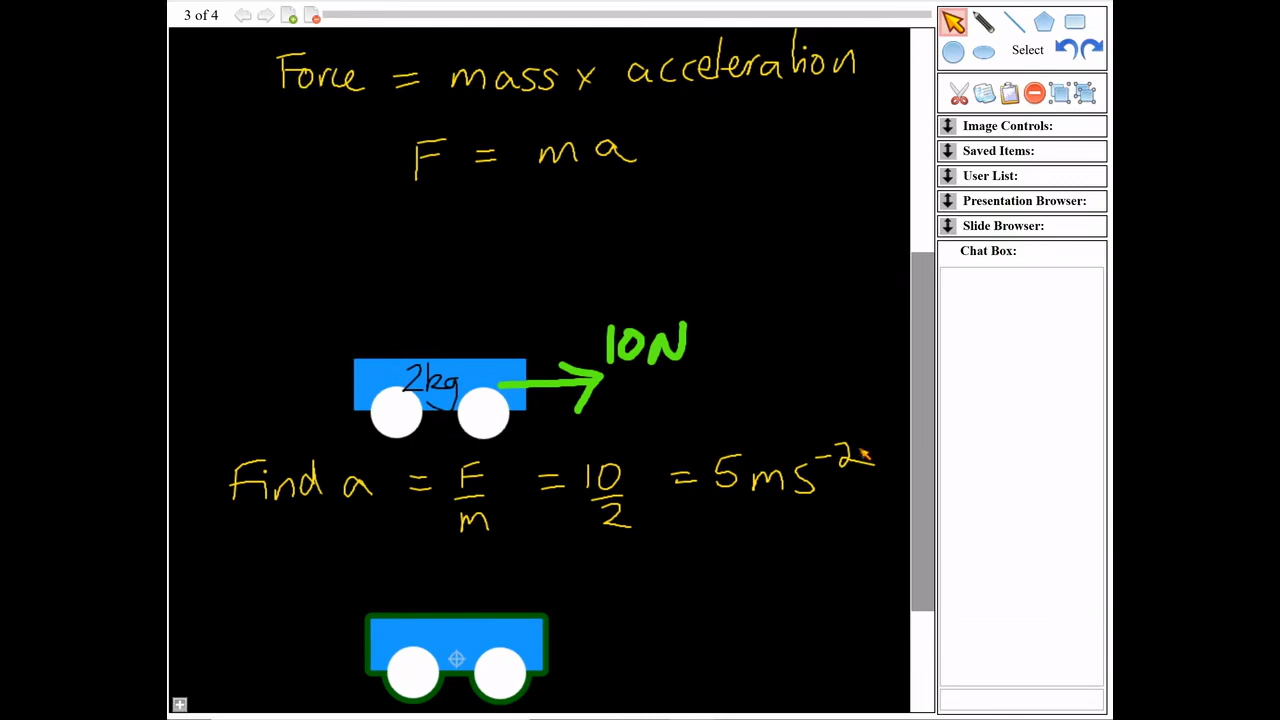 3 of 4
Select
Force = mass x acceleration
F = ma
10N
2kg
Find a = F/m = 10/2 = 5ms⁻²
Image Controls:
Saved Items:
User List:
Presentation Browser:
Slide Browser:
Chat Box: